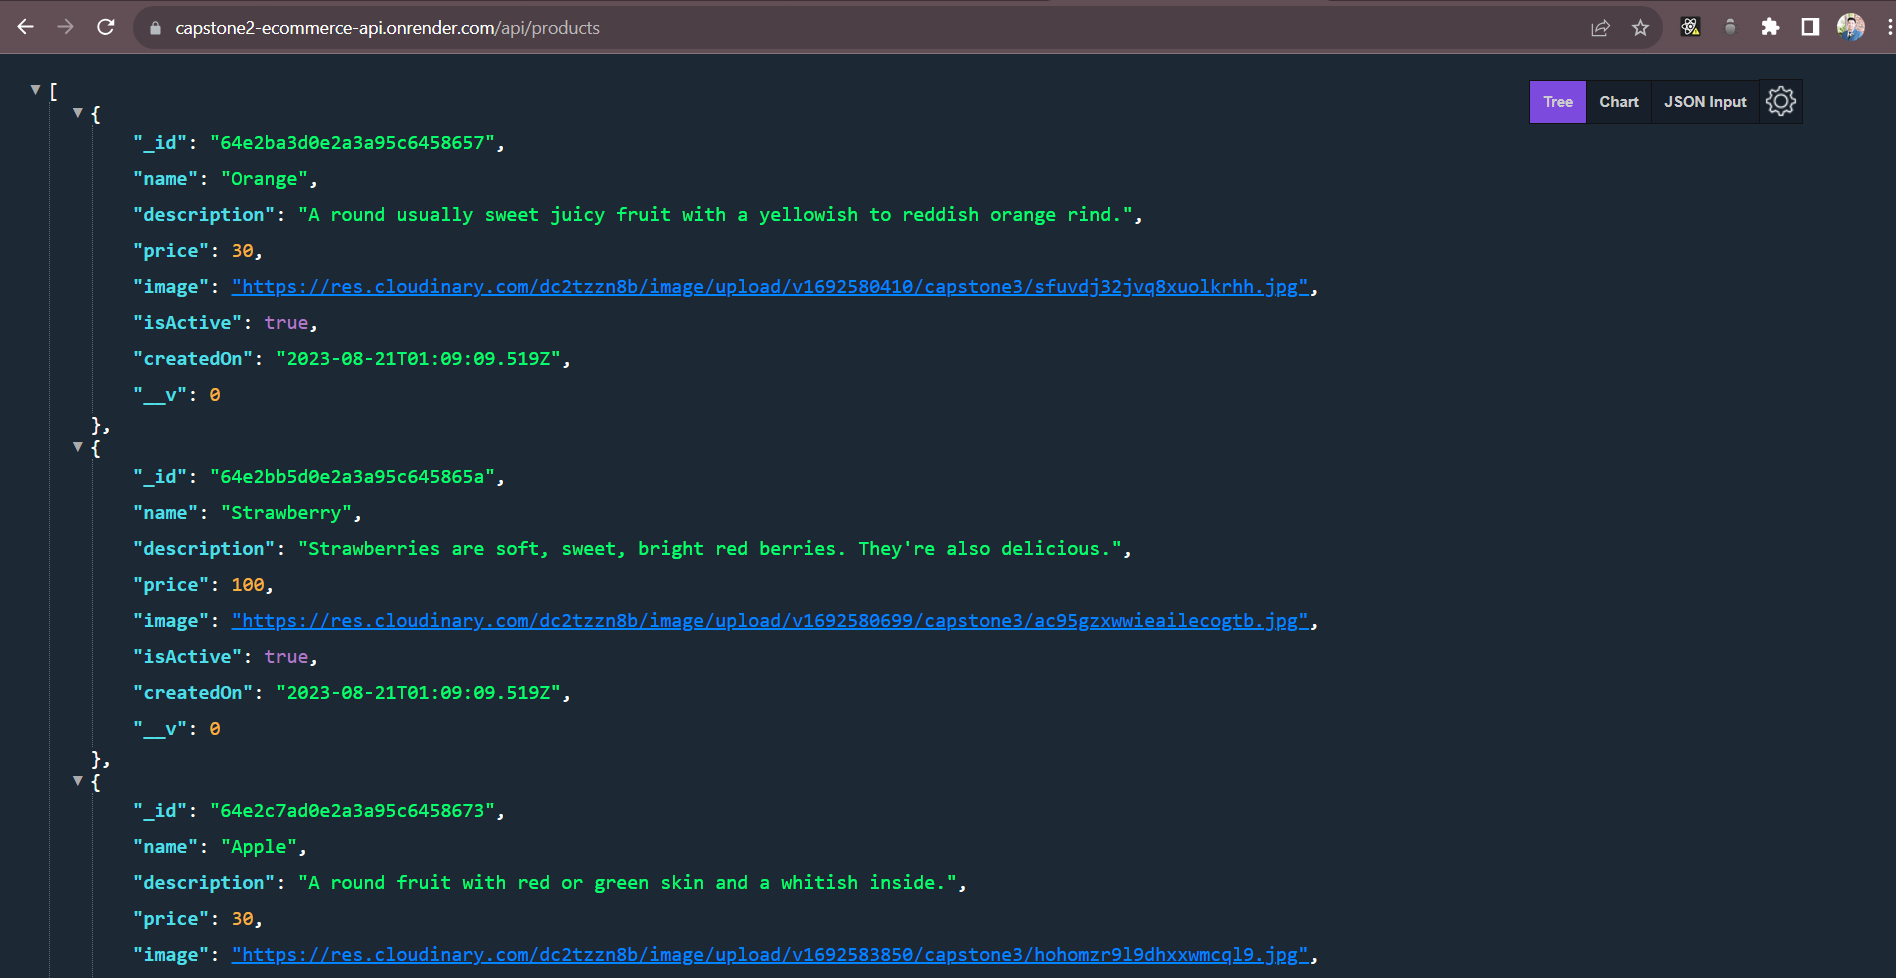 capstone2-ecommerce-api.onrender.com/api/products
Tree Chart JSON Input
[
{
"_id": "64e2ba3d0e2a3a95c6458657",
"name": "Orange",
"description": "A round usually sweet juicy fruit with a yellowish to reddish orange rind.",
"price": 30,
"image": "https://res.cloudinary.com/dc2tzzn8b/image/upload/v1692580410/capstone3/sfuvdj32jvq8xuolkrhh.jpg",
"isActive": true,
"createdOn": "2023-08-21T01:09:09.519Z",
"__v": 0
},
{
"_id": "64e2bb5d0e2a3a95c645865a",
"name": "Strawberry",
"description": "Strawberries are soft, sweet, bright red berries. They're also delicious.",
"price": 100,
"image": "https://res.cloudinary.com/dc2tzzn8b/image/upload/v1692580699/capstone3/ac95gzxwwieailecogtb.jpg",
"isActive": true,
"createdOn": "2023-08-21T01:09:09.519Z",
"__v": 0
},
{
"_id": "64e2c7ad0e2a3a95c6458673",
"name": "Apple",
"description": "A round fruit with red or green skin and a whitish inside.",
"price": 30,
"image": "https://res.cloudinary.com/dc2tzzn8b/image/upload/v1692583850/capstone3/hohomzr9l9dhxxwmcql9.jpg",